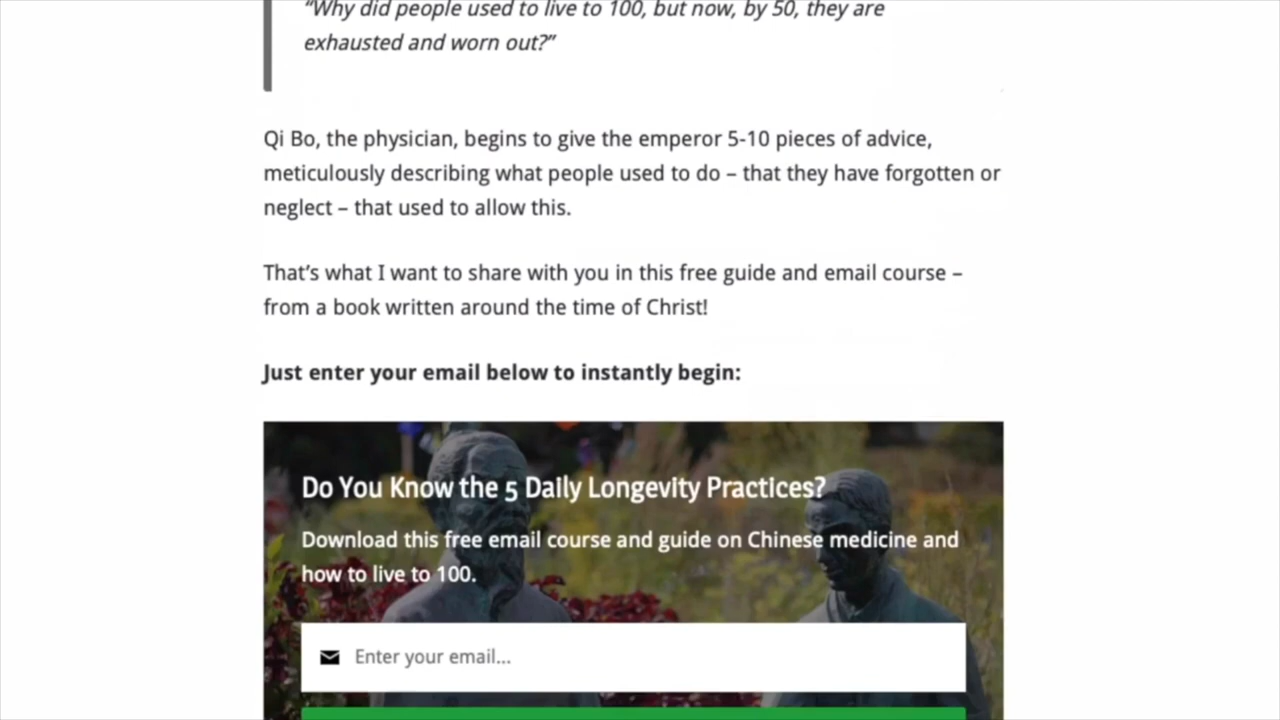 “Why did people used to live to 100, but now, by 50, they are
exhausted and worn out?”
Qi Bo, the physician, begins to give the emperor 5-10 pieces of advice,
meticulously describing what people used to do – that they have forgotten or
neglect – that used to allow this.
That’s what I want to share with you in this free guide and email course –
from a book written around the time of Christ!
Just enter your email below to instantly begin:
Do You Know the 5 Daily Longevity Practices?
Download this free email course and guide on Chinese medicine and
how to live to 100.
Enter your email...